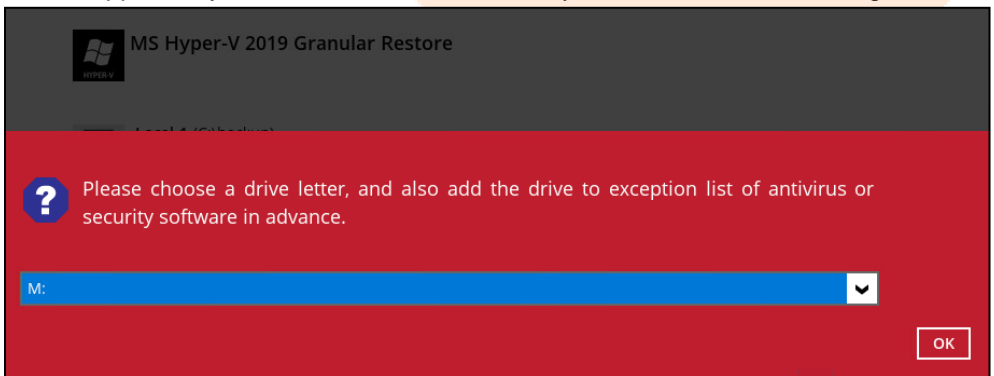 MS Hyper-V 2019 Granular Restore
HYPER-V
Please choose a drive letter, and also add the drive to exception list of antivirus or
security software in advance.
M:
OK